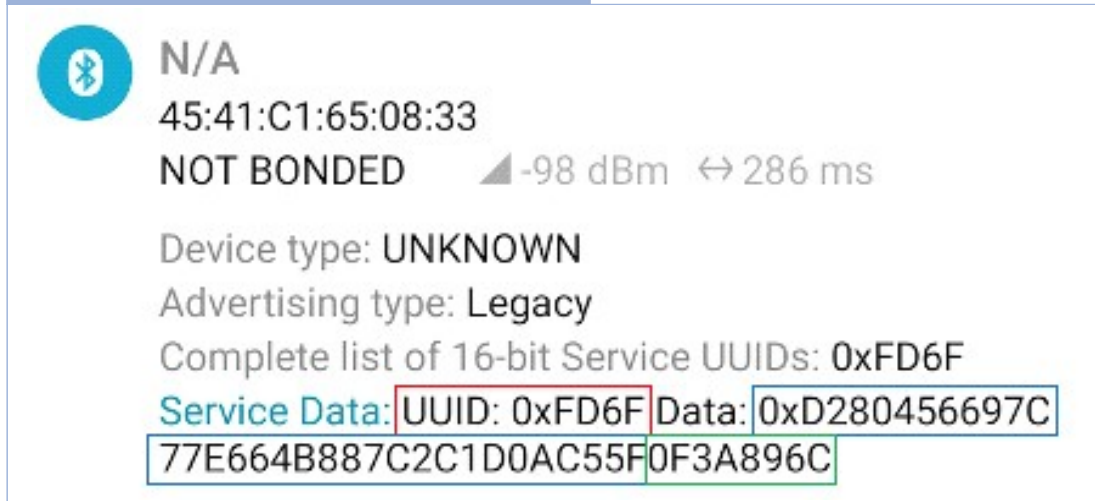 N/A
45:41:C1:65:08:33
NOT BONDED -98 dBm ↔ 286 ms
Device type: UNKNOWN
Advertising type: Legacy
Complete list of 16-bit Service UUIDs: 0xFD6F
Service Data: UUID: 0xFD6F Data: 0xD280456697C
77E664B887C2C1D0AC55F0F3A896C